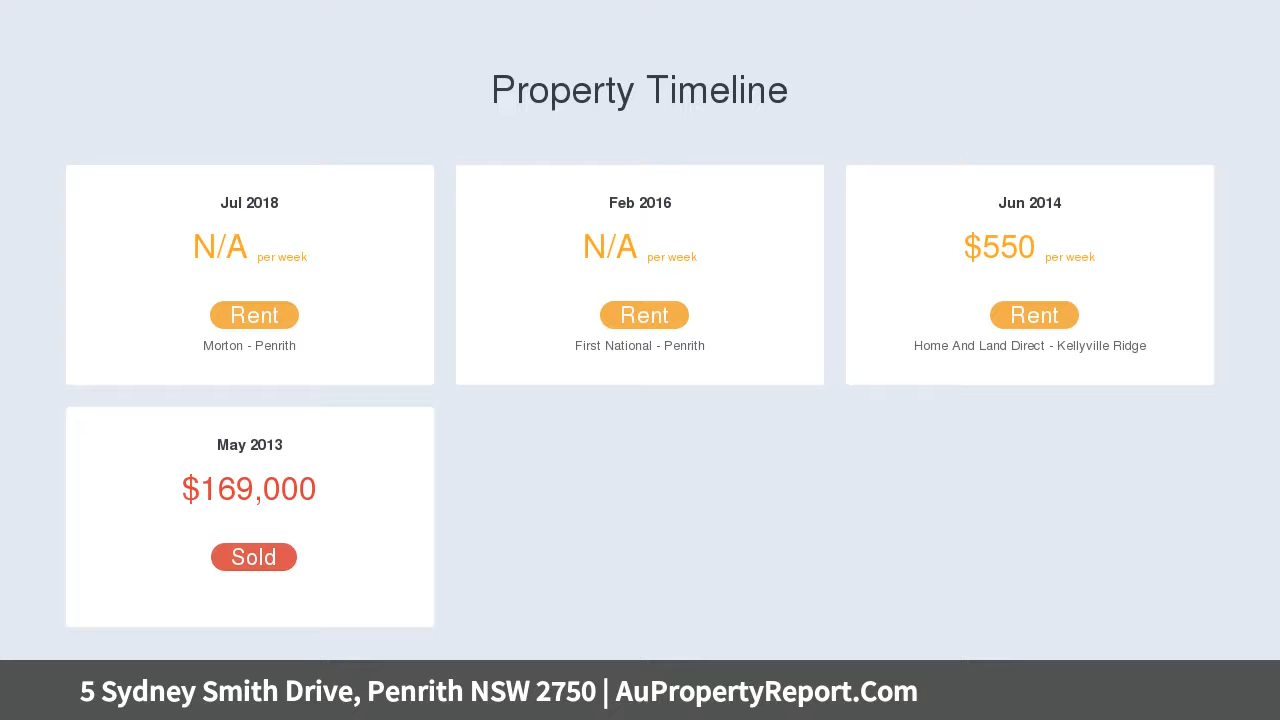 Property Timeline
Jul 2018
N/A per week
Rent
Morton - Penrith
Feb 2016
N/A per week
Rent
First National - Penrith
Jun 2014
$550 per week
Rent
Home And Land Direct - Kellyville Ridge
May 2013
$169,000
Sold
5 Sydney Smith Drive, Penrith NSW 2750 | AuPropertyReport.Com